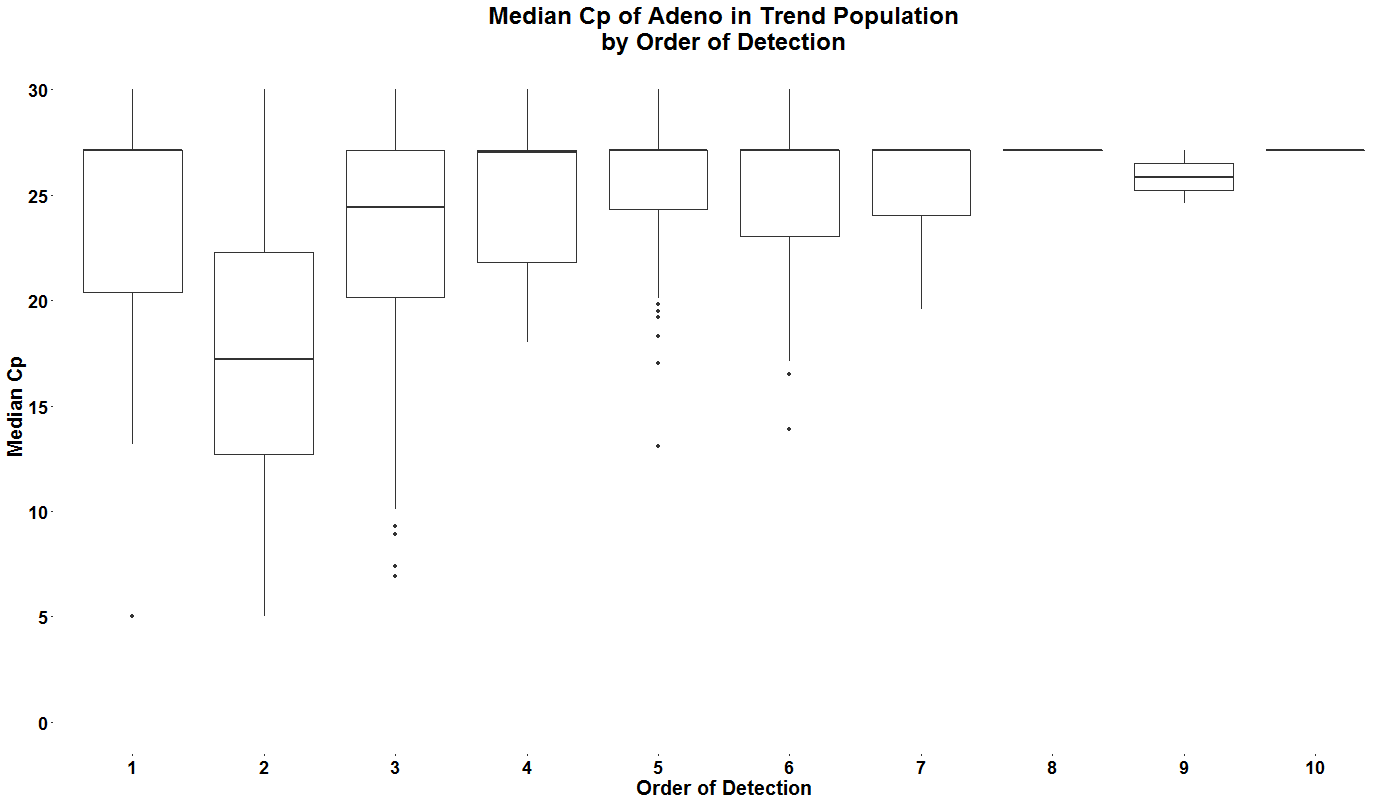 Median Cp of Adeno in Trend Population
by Order of Detection
30
25
20
15
10
5
0
Median Cp
1 2 3 4 5 6 7 8 9 10
Order of Detection